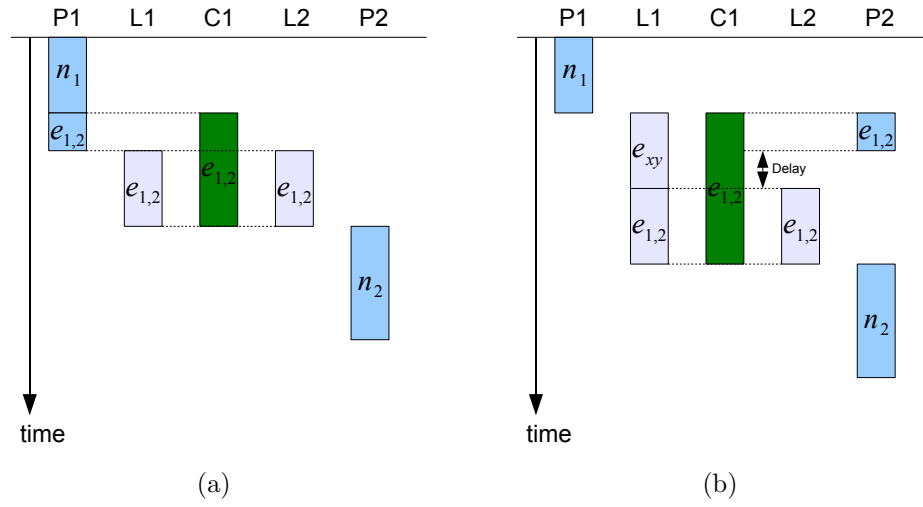 P1 L1 C1 L2 P2
n1
e1,2
e1,2
e1,2
e1,2
n2
time
(a)
P1 L1 C1 L2 P2
n1
exy
e1,2
e1,2
Delay
e1,2
e1,2
n2
time
(b)